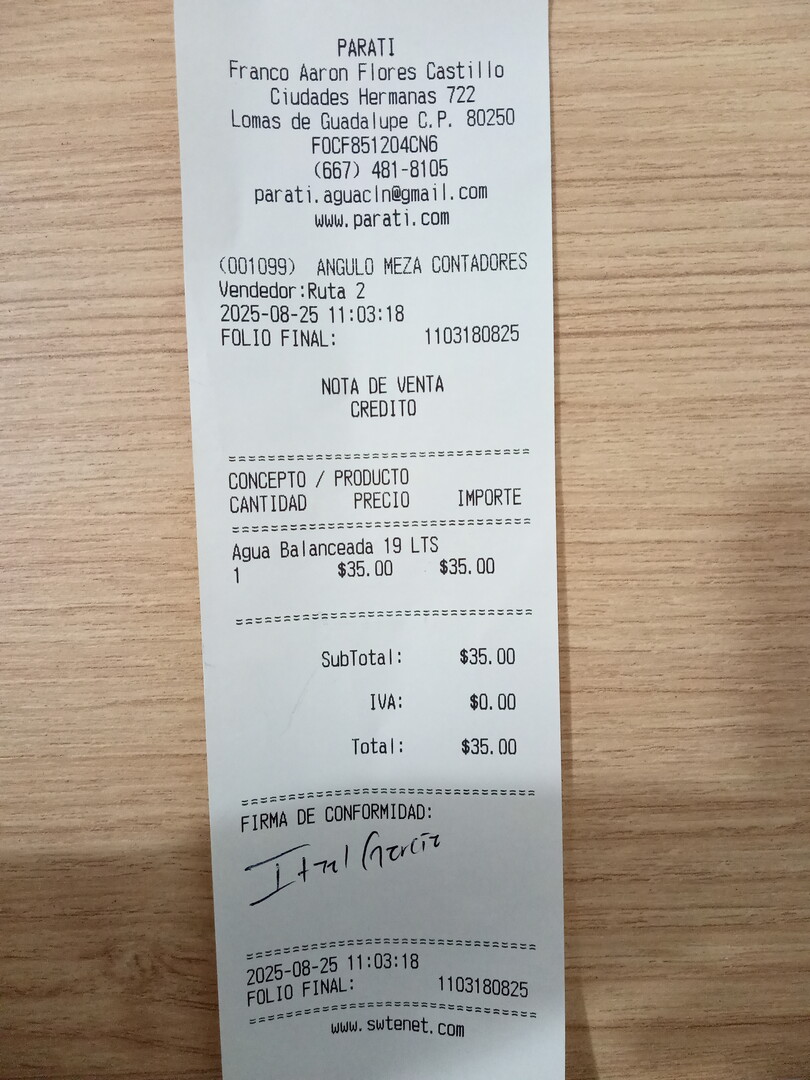 PARATI
Franco Aaron Flores Castillo
Ciudades Hermanas 722
Lomas de Guadalupe C.P. 80250
FOCF851204CN6
(667) 481-8105
parati.aguacln@gmail.com
www.parati.com
(001099) ANGULO MEZA CONTADORES
Vendedor:Ruta 2
2025-08-25 11:03:18
FOLIO FINAL: 1103180825
NOTA DE VENTA
CREDITO
===============================
CONCEPTO / PRODUCTO
CANTIDAD PRECIO IMPORTE
===============================
Agua Balanceada 19 LTS
1 $35.00 $35.00
===============================
SubTotal: $35.00
IVA: $0.00
Total: $35.00
===============================
FIRMA DE CONFORMIDAD:
García
===============================
2025-08-25 11:03:18
FOLIO FINAL: 1103180825
===============================
www.swtenet.com